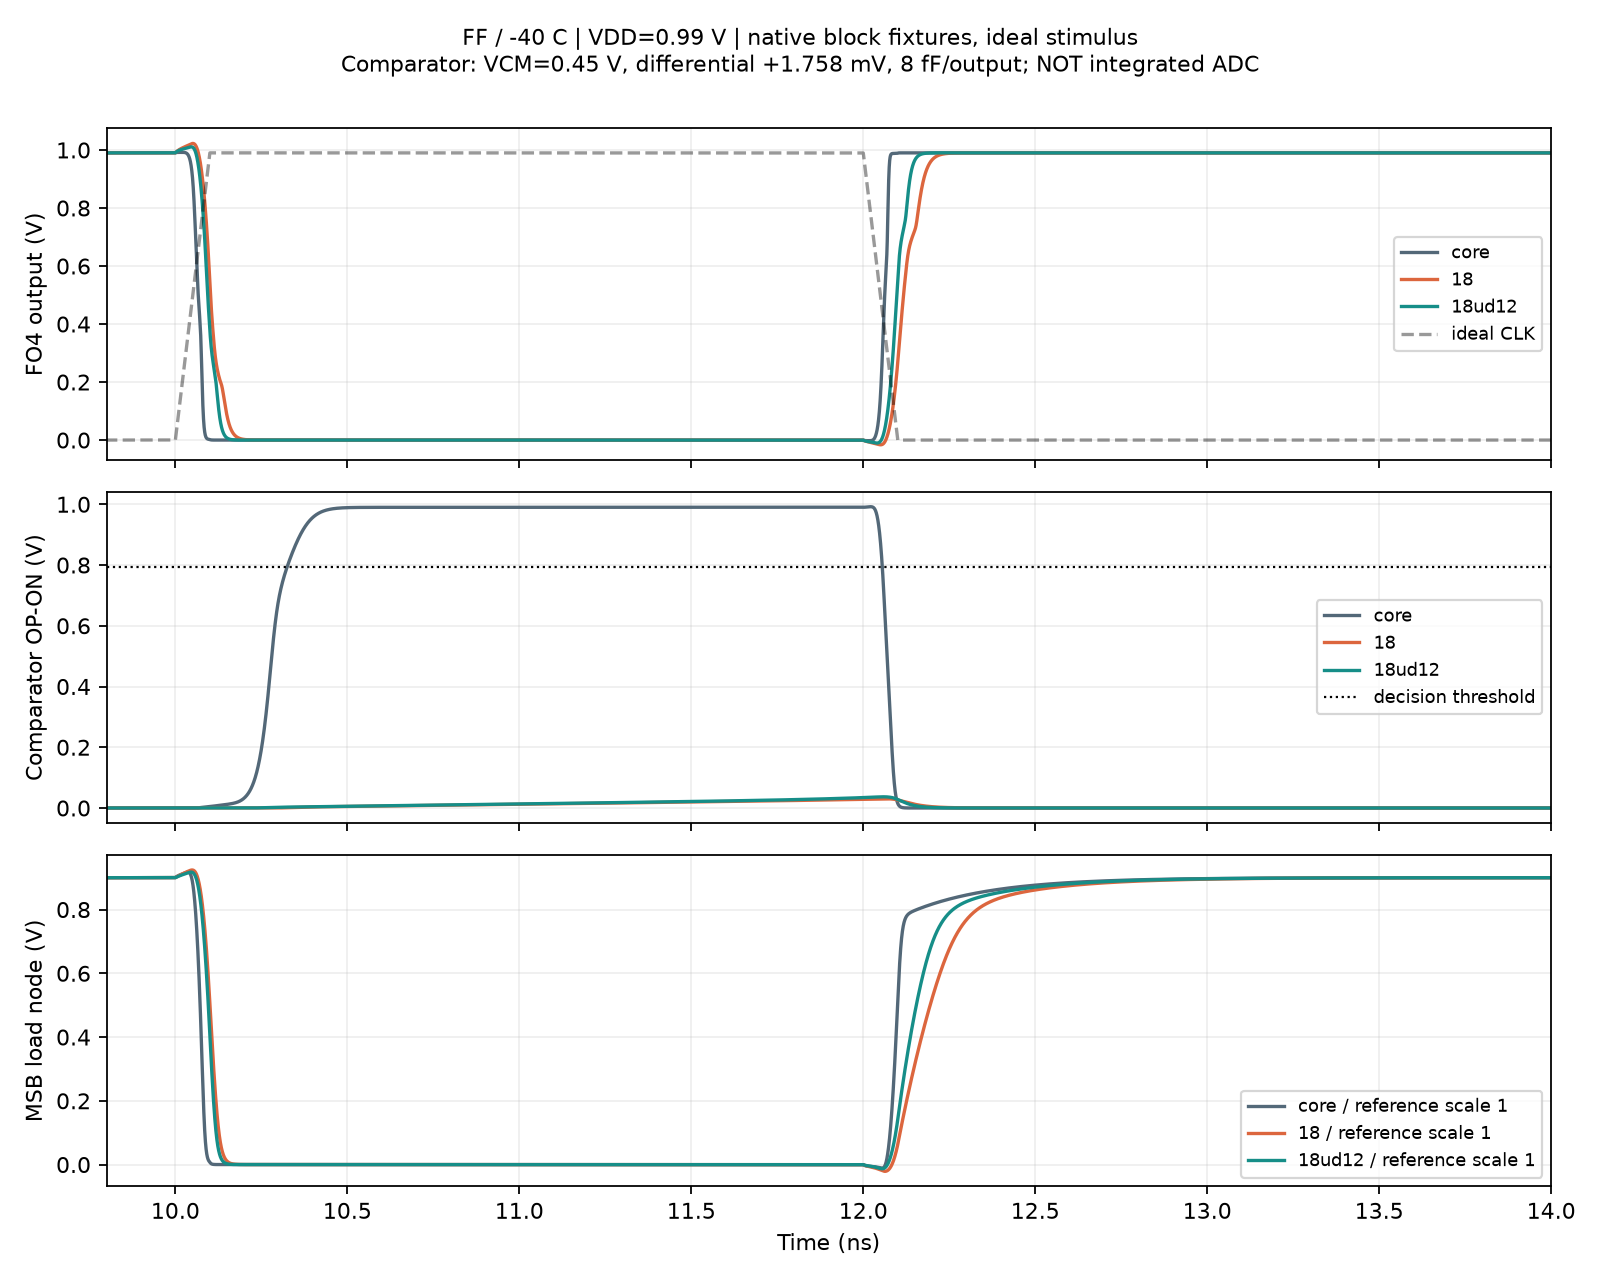 FF / -40 C | VDD=0.99 V | native block fixtures, ideal stimulus
Comparator: VCM=0.45 V, differential +1.758 mV, 8 fF/output; NOT integrated ADC
FO4 output (V)
1.0
0.8
0.6
0.4
0.2
0.0
core
18
18ud12
ideal CLK
Comparator OP-ON (V)
1.0
0.8
0.6
0.4
0.2
0.0
core
18
18ud12
decision threshold
MSB load node (V)
0.8
0.6
0.4
0.2
0.0
core / reference scale 1
18 / reference scale 1
18ud12 / reference scale 1
10.0 10.5 11.0 11.5 12.0 12.5 13.0 13.5 14.0
Time (ns)